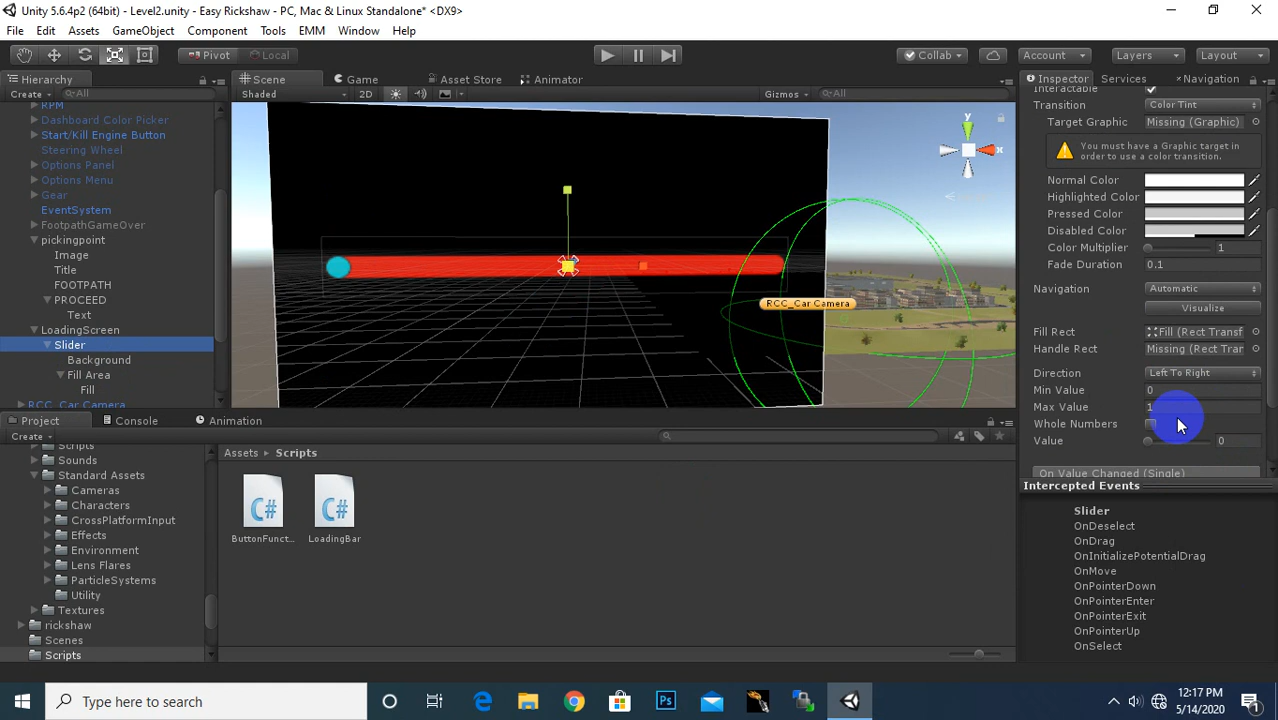 Unity 5.6.4p2 (64bit) - Level2.unity - Easy Rickshaw - PC, Mac & Linux Standalone* <DX9>
File Edit Assets GameObject Component Tools EMM Window Help
Pivot Local Collab Account Layers Layout
Hierarchy Scene Game Asset Store Animator Inspector Services Navigation
Create All Shaded 2D Gizmos All
RPM
Dashboard Color Picker
Start/Kill Engine Button
Steering Wheel
Options Panel
Options Menu
Gear
EventSystem
FootpathGameOver
pickingpoint
Image
Title
FOOTPATH
PROCEED
Text
LoadingScreen
Slider
Background
Fill Area
Fill
RCC_Car Camera
y
x
RCC_Car Camera
Interactable
Transition Color Tint
Target Graphic Missing (Graphic)
You must have a Graphic target in
order to use a color transition.
Normal Color
Highlighted Color
Pressed Color
Disabled Color
Color Multiplier 1
Fade Duration 0.1
Navigation Automatic
Visualize
Fill Rect Fill (Rect Transf
Handle Rect Missing (Rect Tran
Direction Left To Right
Min Value 0
Max Value 1
Whole Numbers
Value 0
On Value Changed (Single)
Intercepted Events
Slider
OnDeselect
OnDrag
OnInitializePotentialDrag
OnMove
OnPointerDown
OnPointerEnter
OnPointerExit
OnPointerUp
OnSelect
Project Console Animation
Create
Scripts
Sounds
Standard Assets
Cameras
Characters
CrossPlatformInput
Effects
Environment
Lens Flares
ParticleSystems
Utility
Textures
rickshaw
Scenes
Scripts
Assets Scripts
C# C#
ButtonFunct... LoadingBar
Type here to search
Ps
12:17 PM
5/14/2020
1